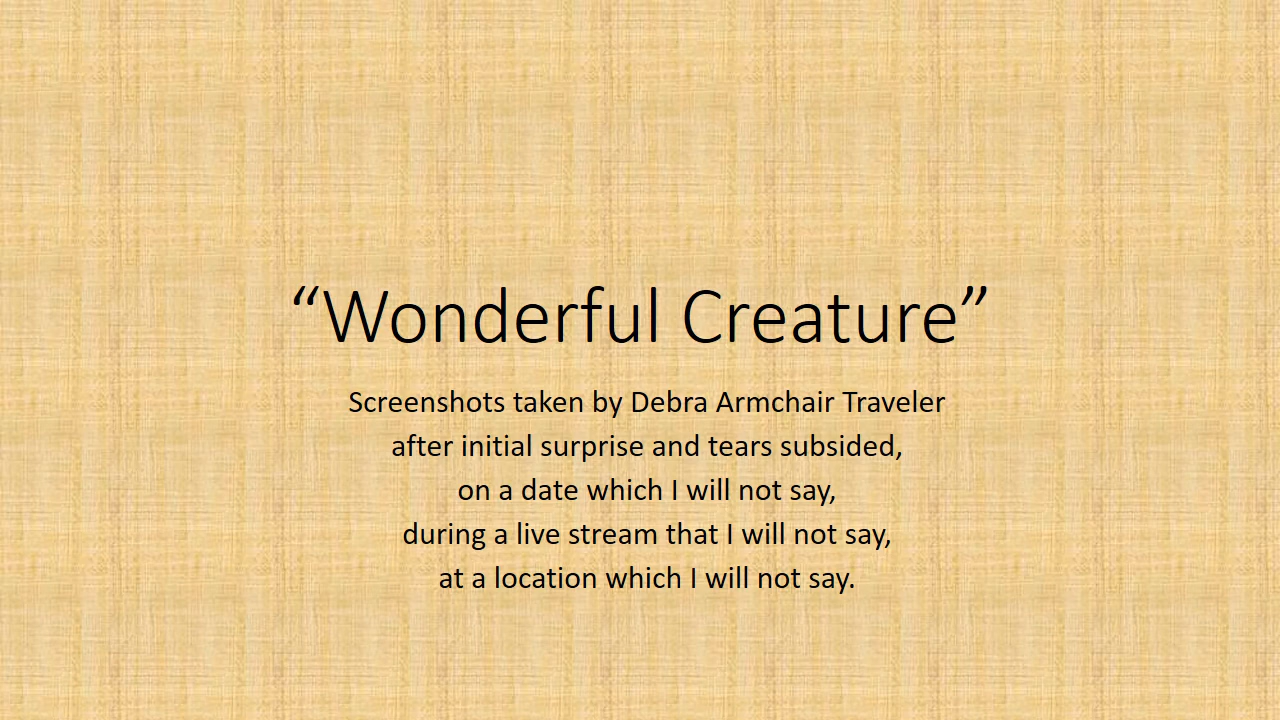 “Wonderful Creature”
Screenshots taken by Debra Armchair Traveler
after initial surprise and tears subsided,
on a date which I will not say,
during a live stream that I will not say,
at a location which I will not say.